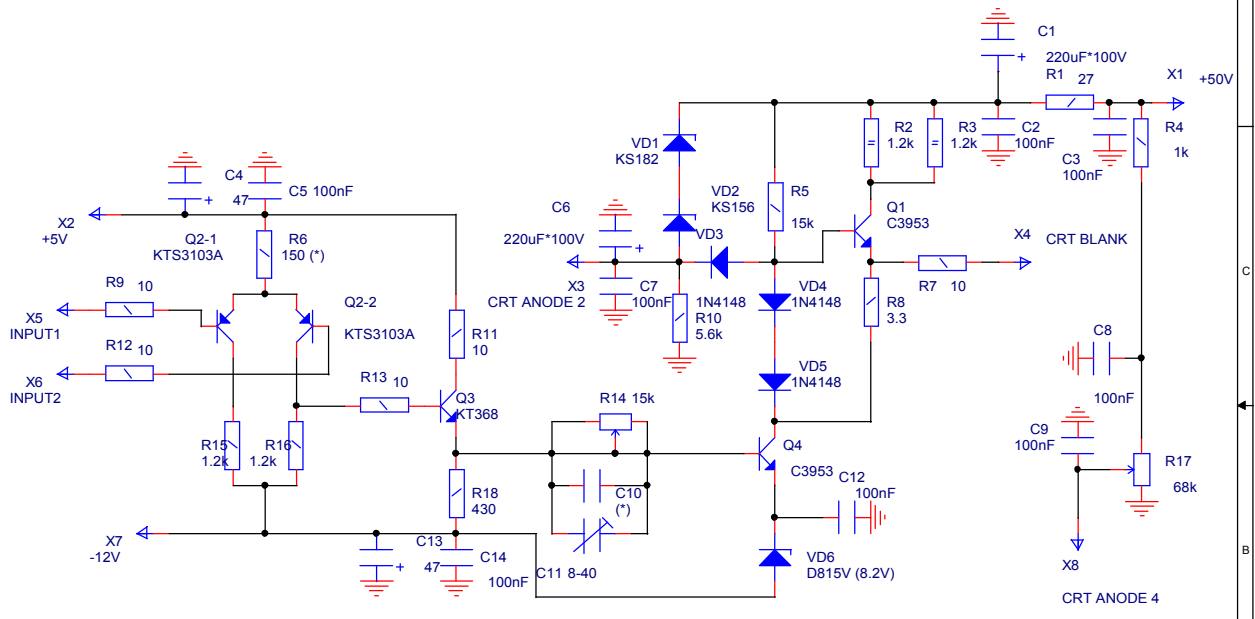 C1
220uF*100V
R1 27
X1 +50V
R2
1.2k
R3
1.2k
C2
100nF
C3
100nF
R4
1k
VD1
KS182
C4
47
C5 100nF
X2
+5V
Q2-1
KTS3103A
R6
150 (*)
C6
220uF*100V
VD2
KS156
VD3
R5
15k
Q1
C3953
X4
CRT BLANK
R7 10
R9 10
X5
INPUT1
Q2-2
KTS3103A
X3
CRT ANODE 2
C7
100nF
1N4148
R10
5.6k
VD4
1N4148
R8
3.3
R11
10
R12 10
X6
INPUT2
VD5
1N4148
C8
100nF
R13 10
Q3
KT368
R14 15k
C9
100nF
R15
1.2k
R16
1.2k
Q4
C3953
R17
68k
R18
430
C10
(*)
C12
100nF
X7
-12V
C13
47
C14
100nF
C11 8-40
VD6
D815V (8.2V)
X8
CRT ANODE 4
C
B